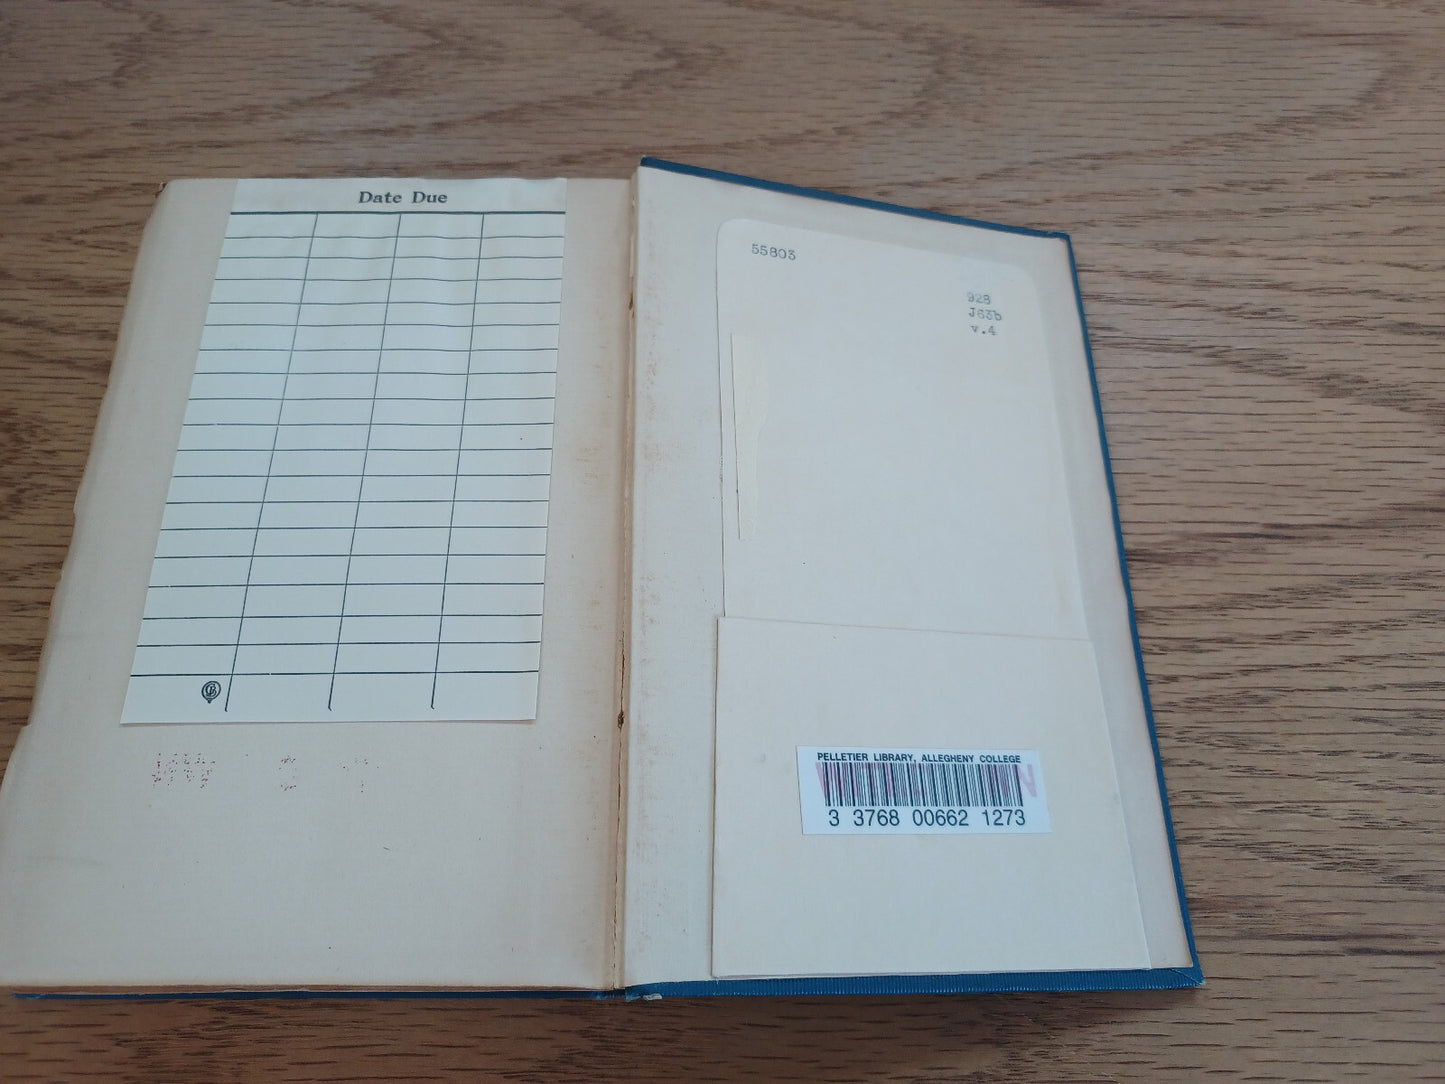 Date Due
55803
928
J63b
v.4
PELLETIER LIBRARY, ALLEGHENY COLLEGE
3 3768 00662 1273